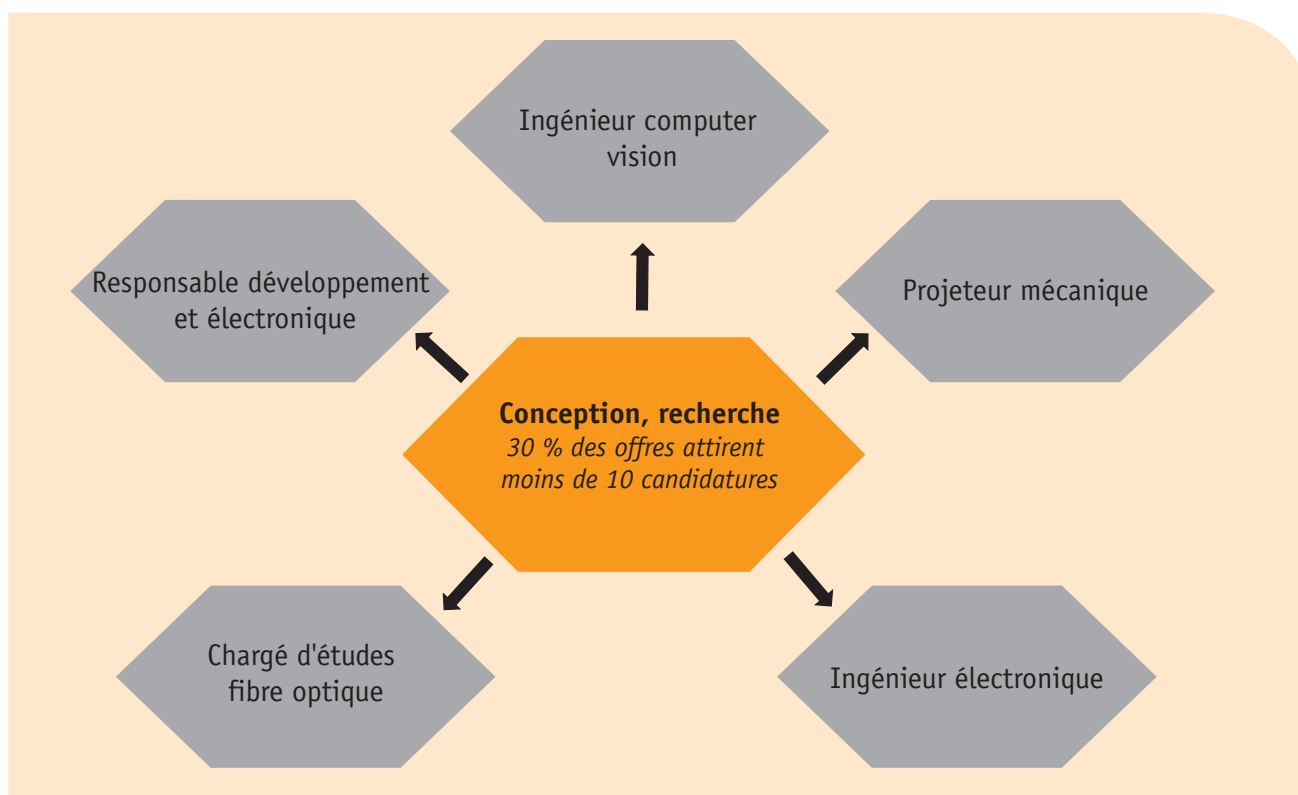 Ingénieur computer
vision
Responsable développement
et électronique
Projeteur mécanique
Conception, recherche
30 % des offres attirent
moins de 10 candidatures
Chargé d'études
fibre optique
Ingénieur électronique